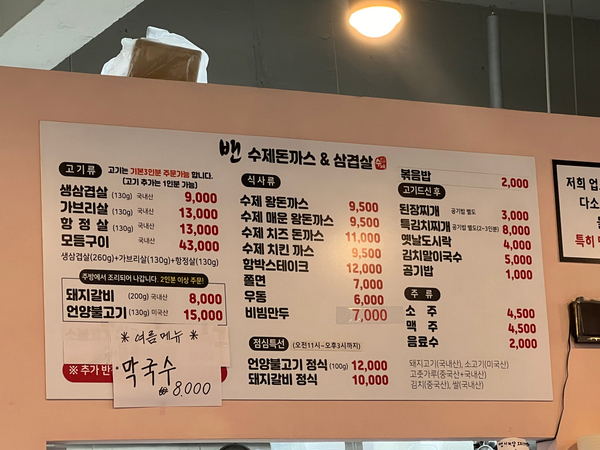 밴 수제돈까스 & 삼겹살
고기류
고기는 기본3인분 주문가능 합니다.
(고기 추가는 1인분 가능)
생삼겹살 (130g) 국내산 9,000
가브리살 (130g) 국내산 13,000
항정살 (130g) 국내산 13,000
모듬구이 국내산 43,000
생삼겹살(260g)+가브리살(130g)+항정살(130g)
주방에서 조리되어 나갑니다. 2인분 이상 주문!
돼지갈비 (200g) 국내산 8,000
언양불고기 (130g) 미국산 15,000
※ 추가 반
* 여름메뉴 *
· 막국수
₩ 8,000
식사류
수제 왕돈까스 9,500
수제 매운 왕돈까스 9,500
수제 치즈 돈까스 11,000
수제 치킨 까스 9,500
함박스테이크 12,000
쫄면 7,000
우동 6,000
비빔만두 7,000
점심특선 (오전11시~오후3시까지)
언양불고기 정식 (100g) 12,000
돼지갈비 정식 10,000
볶음밥 2,000
고기드신 후
된장찌개 공기밥 별도 3,000
특김치찌개 공기밥 별도(2~3인분) 8,000
옛날도시락 4,000
김치말이국수 5,000
공기밥 1,000
주류
소주 4,500
맥주 4,500
음료수 2,000
돼지고기(국내산), 소고기(미국산)
고춧가루(중국산+국내산)
김치(중국산), 쌀(국내산)
저희 업
다소
특히